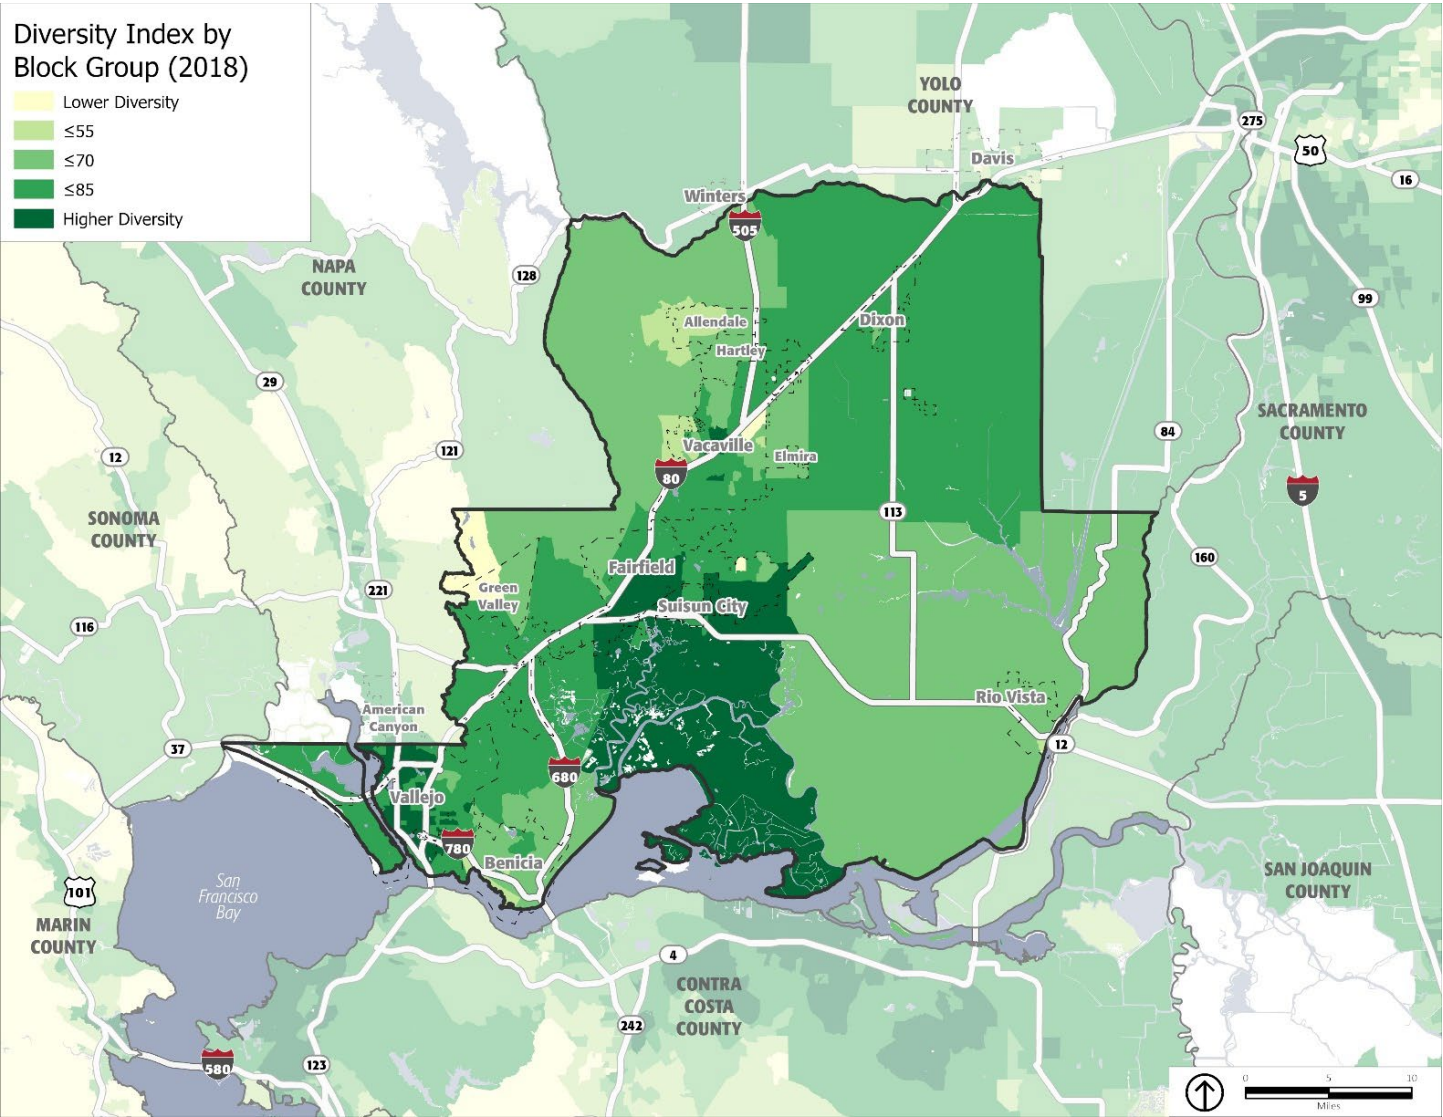 Diversity Index by
Block Group (2018)
Lower Diversity
≤55
≤70
≤85
Higher Diversity
YOLO
COUNTY
275
50
Davis
16
Winters
505
NAPA
COUNTY
128
99
Allendale
Dixon
Hartley
29
SACRAMENTO
COUNTY
84
12
121
Vacaville
Elmira
80
5
113
SONOMA
COUNTY
160
Fairfield
221
Green
Valley
Suisun City
116
Rio Vista
American
Canyon
37
12
680
Vallejo
780
Benicia
San
Francisco
Bay
101
SAN JOAQUIN
COUNTY
MARIN
COUNTY
4
CONTRA
COSTA
COUNTY
242
580
123
0 5 10
Miles